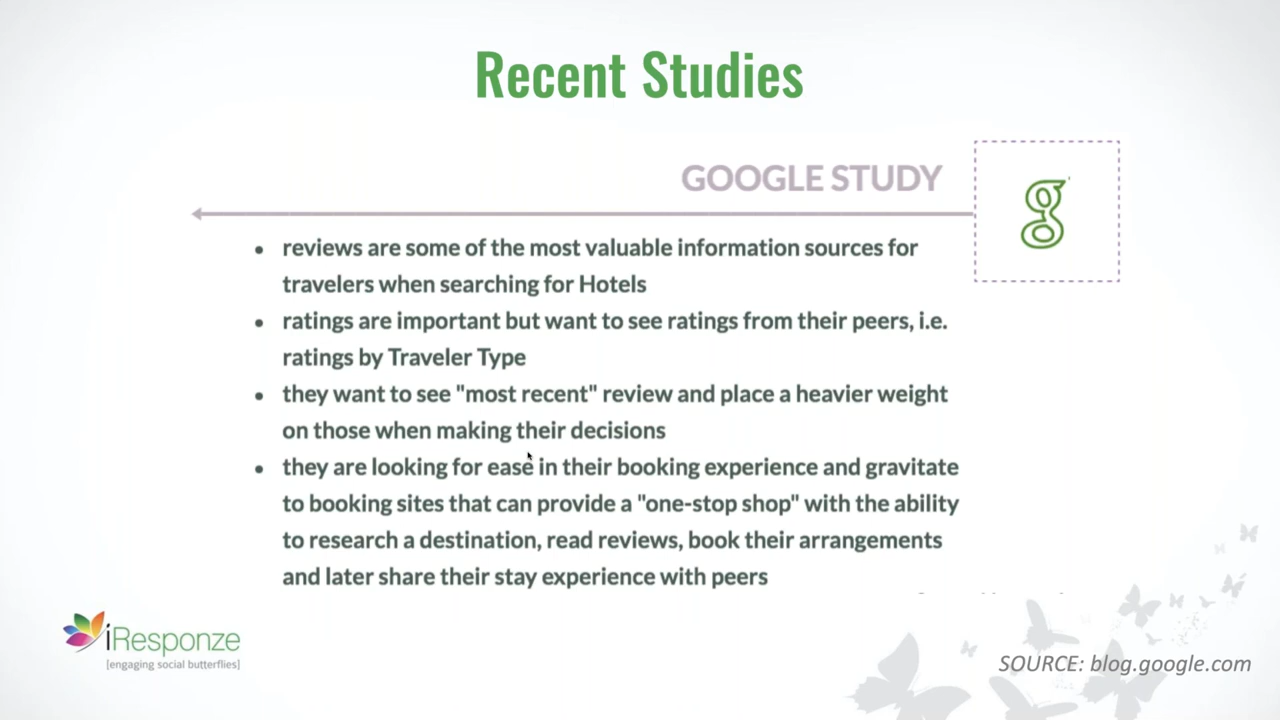 Recent Studies
GOOGLE STUDY
g
• reviews are some of the most valuable information sources for
travelers when searching for Hotels
• ratings are important but want to see ratings from their peers, i.e.
ratings by Traveler Type
• they want to see "most recent" review and place a heavier weight
on those when making their decisions
• they are looking for ease in their booking experience and gravitate
to booking sites that can provide a "one-stop shop" with the ability
to research a destination, read reviews, book their arrangements
and later share their stay experience with peers
iResponze
[engaging social butterflies]
SOURCE: blog.google.com